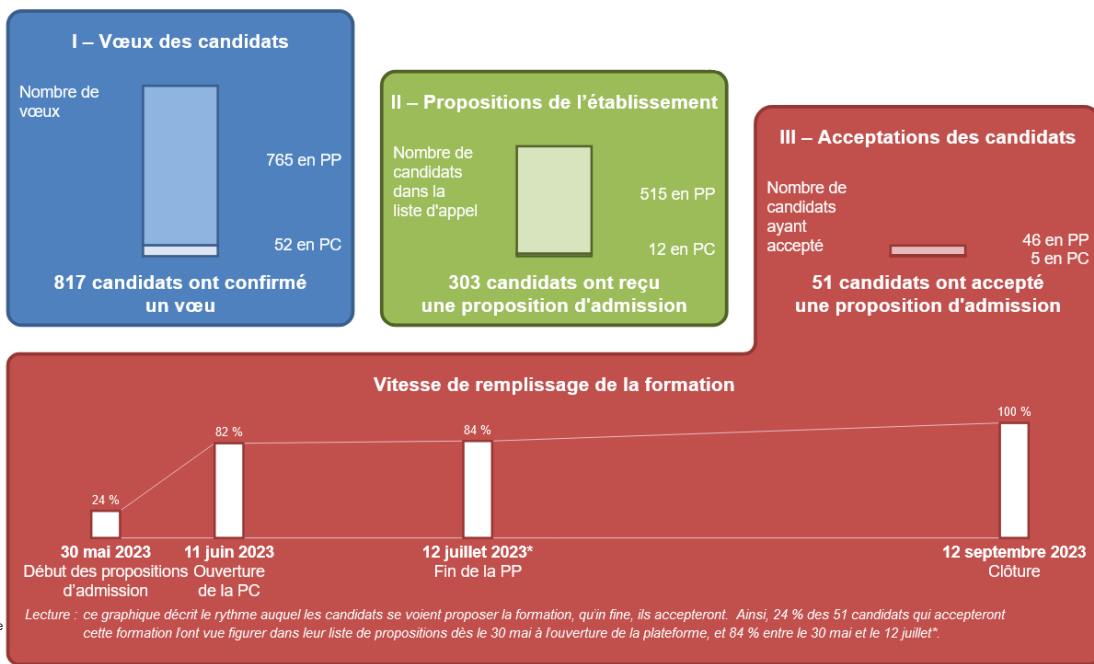 I – Vœux des candidats
Nombre de
vœux
765 en PP
52 en PC
817 candidats ont confirmé
un vœu
II – Propositions de l'établissement
Nombre de
candidats
dans la
liste d'appel
515 en PP
12 en PC
303 candidats ont reçu
une proposition d'admission
III – Acceptations des candidats
Nombre de
candidats
ayant
accepté
46 en PP
5 en PC
51 candidats ont accepté
une proposition d'admission
Vitesse de remplissage de la formation
24 %
82 %
84 %
100 %
30 mai 2023
Début des propositions
d'admission
11 juin 2023
Ouverture
de la PC
12 juillet 2023*
Fin de la PP
12 septembre 2023
Clôture
Lecture : ce graphique décrit le rythme auquel les candidats se voient proposer la formation, qu'in fine, ils accepteront. Ainsi, 24 % des 51 candidats qui accepteront
cette formation l'ont vue figurer dans leur liste de propositions dès le 30 mai à l'ouverture de la plateforme, et 84 % entre le 30 mai et le 12 juillet*.
e